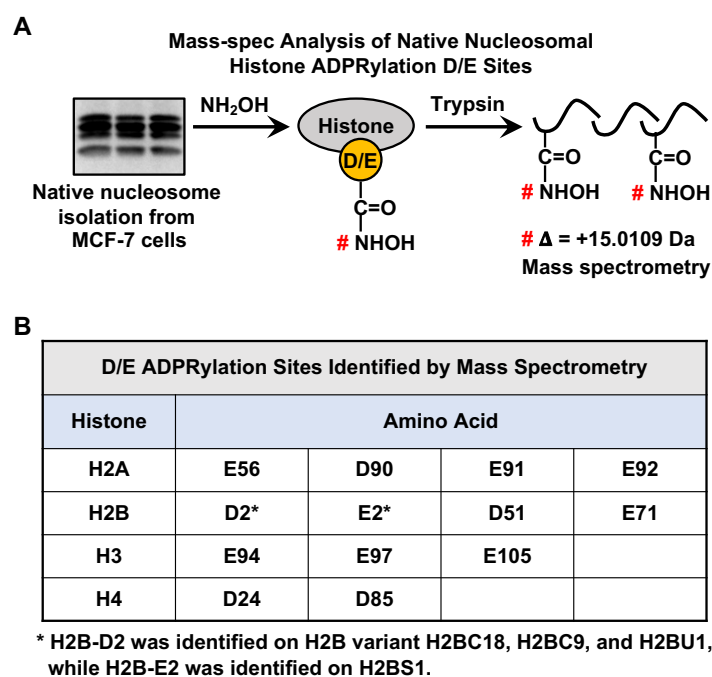 A
Mass-spec Analysis of Native Nucleosomal
Histone ADPRylation D/E Sites
NH₂OH
Trypsin
Histone
D/E
C=O
# NHOH
C=O
# NHOH
C=O
# NHOH
Native nucleosome
isolation from
MCF-7 cells
# Δ = +15.0109 Da
Mass spectrometry
B
D/E ADPRylation Sites Identified by Mass Spectrometry
Histone Amino Acid
H2A E56 D90 E91 E92
H2B D2* E2* D51 E71
H3 E94 E97 E105
H4 D24 D85
* H2B-D2 was identified on H2B variant H2BC18, H2BC9, and H2BU1,
while H2B-E2 was identified on H2BS1.